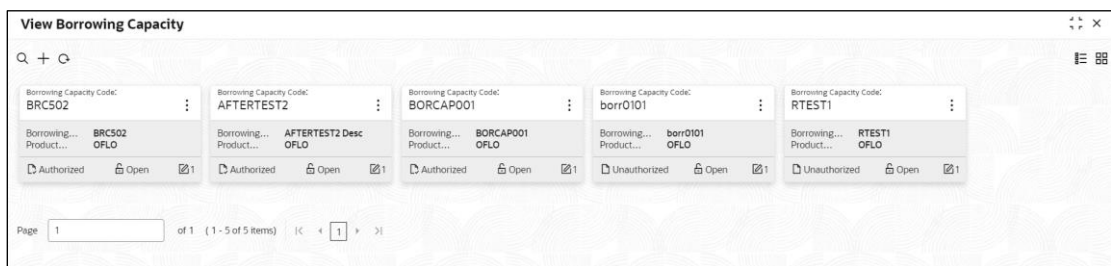 View Borrowing Capacity
Borrowing Capacity Code: Borrowing Capacity Code: Borrowing Capacity Code: Borrowing Capacity Code: Borrowing Capacity Code:
BRC502 AFTERTEST2 BORCAP001 borr0101 RTEST1
Borrowing... BRC502 Borrowing... AFTERTEST2 Desc Borrowing... BORCAP001 Borrowing... borr0101 Borrowing... RTEST1
Product... OFLO Product... OFLO Product... OFLO Product... OFLO Product... OFLO
Authorized Open 1 Authorized Open 1 Authorized Open 1 Unauthorized Open 1 Unauthorized Open 1
Page 1 of 1 (1 - 5 of 5 items) 1